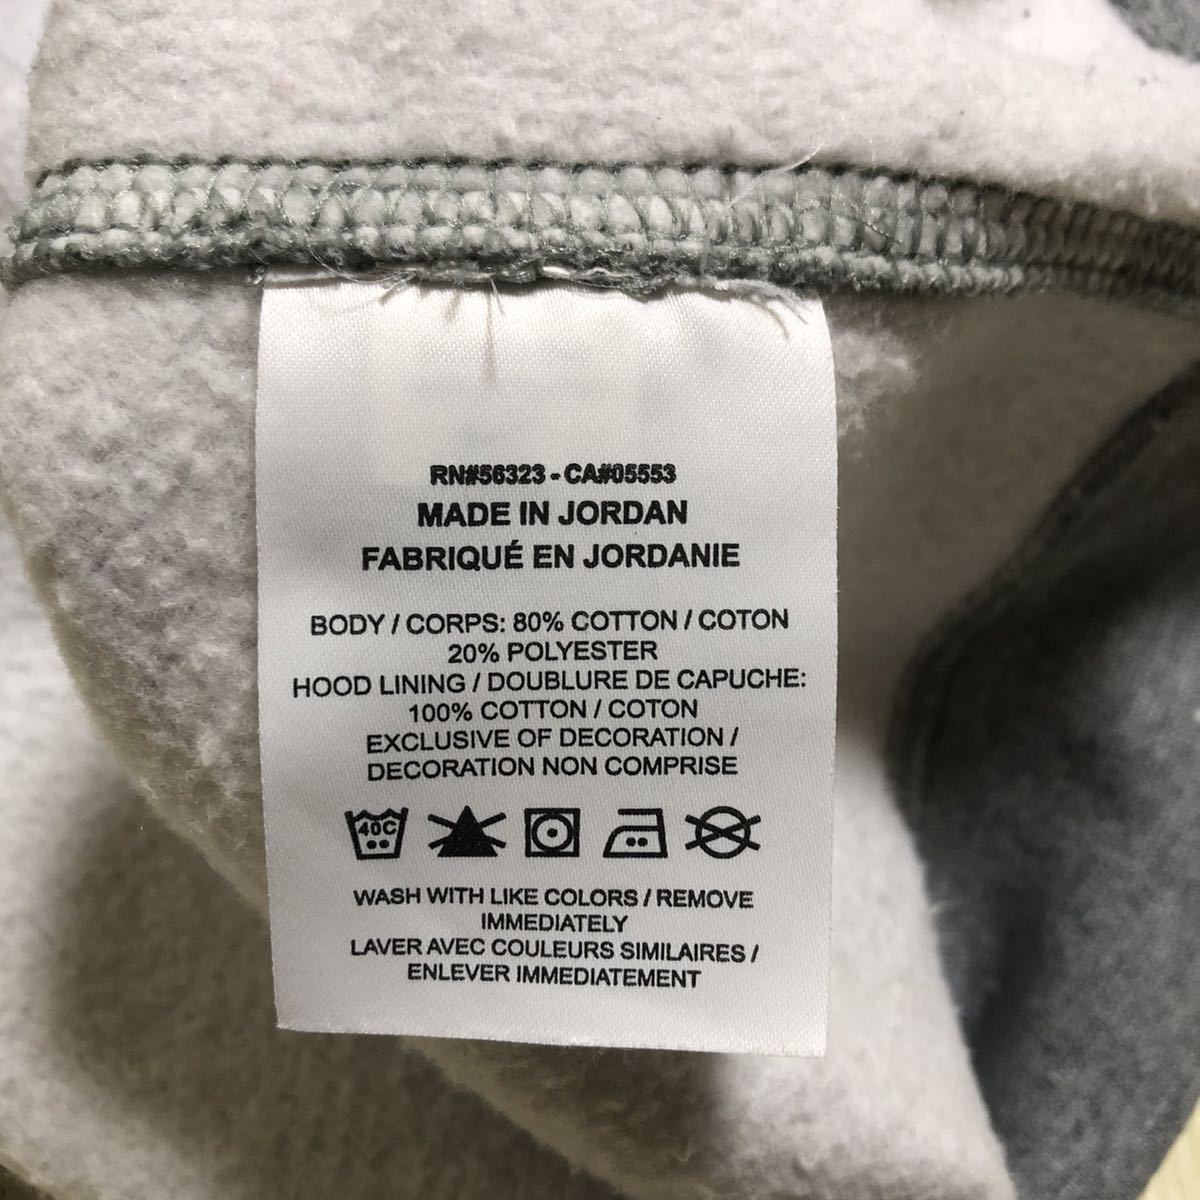 RN#56323 - CA#05553
MADE IN JORDAN
FABRIQUÉ EN JORDANIE
BODY / CORPS: 80% COTTON / COTON
20% POLYESTER
HOOD LINING / DOUBLURE DE CAPUCHE:
100% COTTON / COTON
EXCLUSIVE OF DECORATION /
DECORATION NON COMPRISE
40C
WASH WITH LIKE COLORS / REMOVE
IMMEDIATELY
LAVER AVEC COULEURS SIMILAIRES /
ENLEVER IMMEDIATEMENT